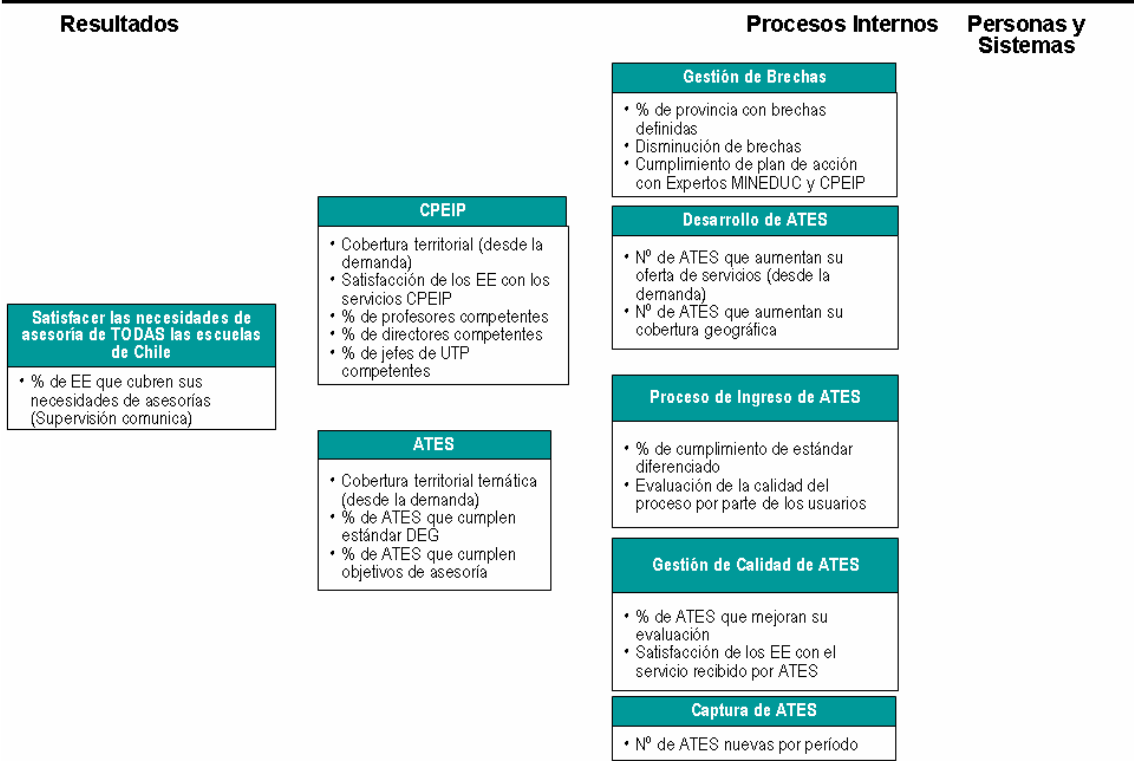 Resultados
Procesos Internos
Personas y
Sistemas
Gestión de Brechas
• % de provincia con brechas
definidas
• Disminución de brechas
• Cumplimiento de plan de acción
con Expertos MINEDUC y CPEIP
CPEIP
• Cobertura territorial (desde la
demanda)
• Satisfacción de los EE con los
servicios CPEIP
• % de profesores competentes
• % de directores competentes
• % de jefes de UTP
competentes
Desarrollo de ATES
• Nº de ATES que aumentan su
oferta de servicios (desde la
demanda)
• Nº de ATES que aumentan su
cobertura geográfica
Satisfacer las necesidades de
asesoría de TODAS las escuelas
de Chile
• % de EE que cubren sus
necesidades de asesorías
(Supervisión comunica)
Proceso de Ingreso de ATES
• % de cumplimiento de estándar
diferenciado
• Evaluación de la calidad del
proceso por parte de los usuarios
ATES
• Cobertura territorial temática
(desde la demanda)
• % de ATES que cumplen
estándar DEG
• % de ATES que cumplen
objetivos de asesoría
Gestión de Calidad de ATES
• % de ATES que mejoran su
evaluación
• Satisfacción de los EE con el
servicio recibido por ATES
Captura de ATES
• Nº de ATES nuevas por período